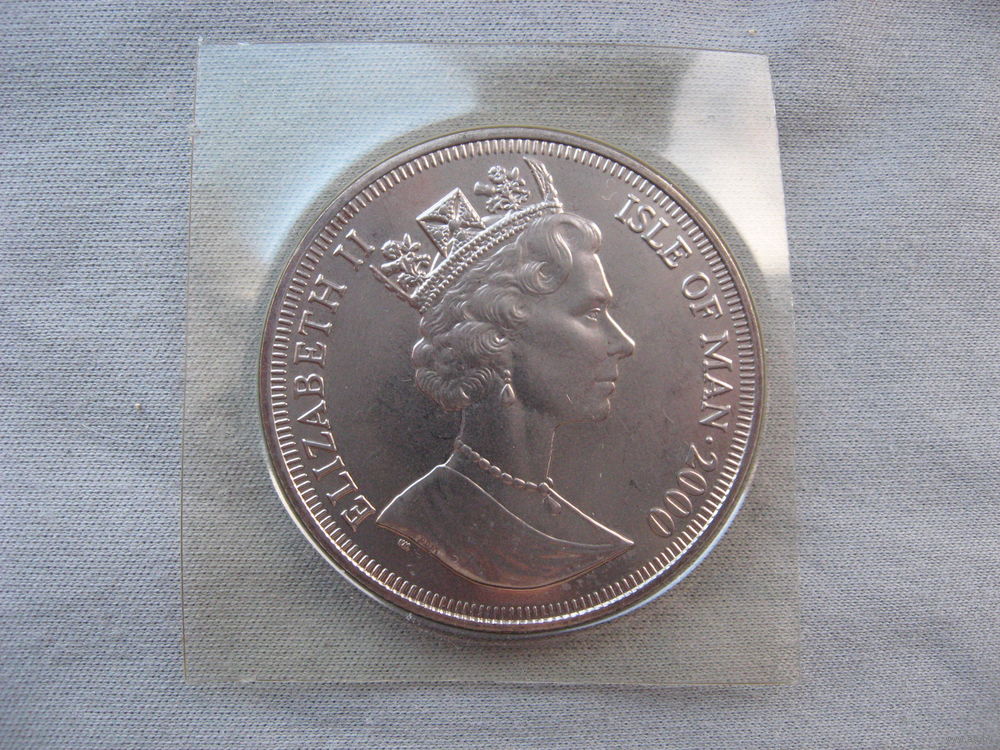 ELIZABETH II
ISLE OF MAN · 2000